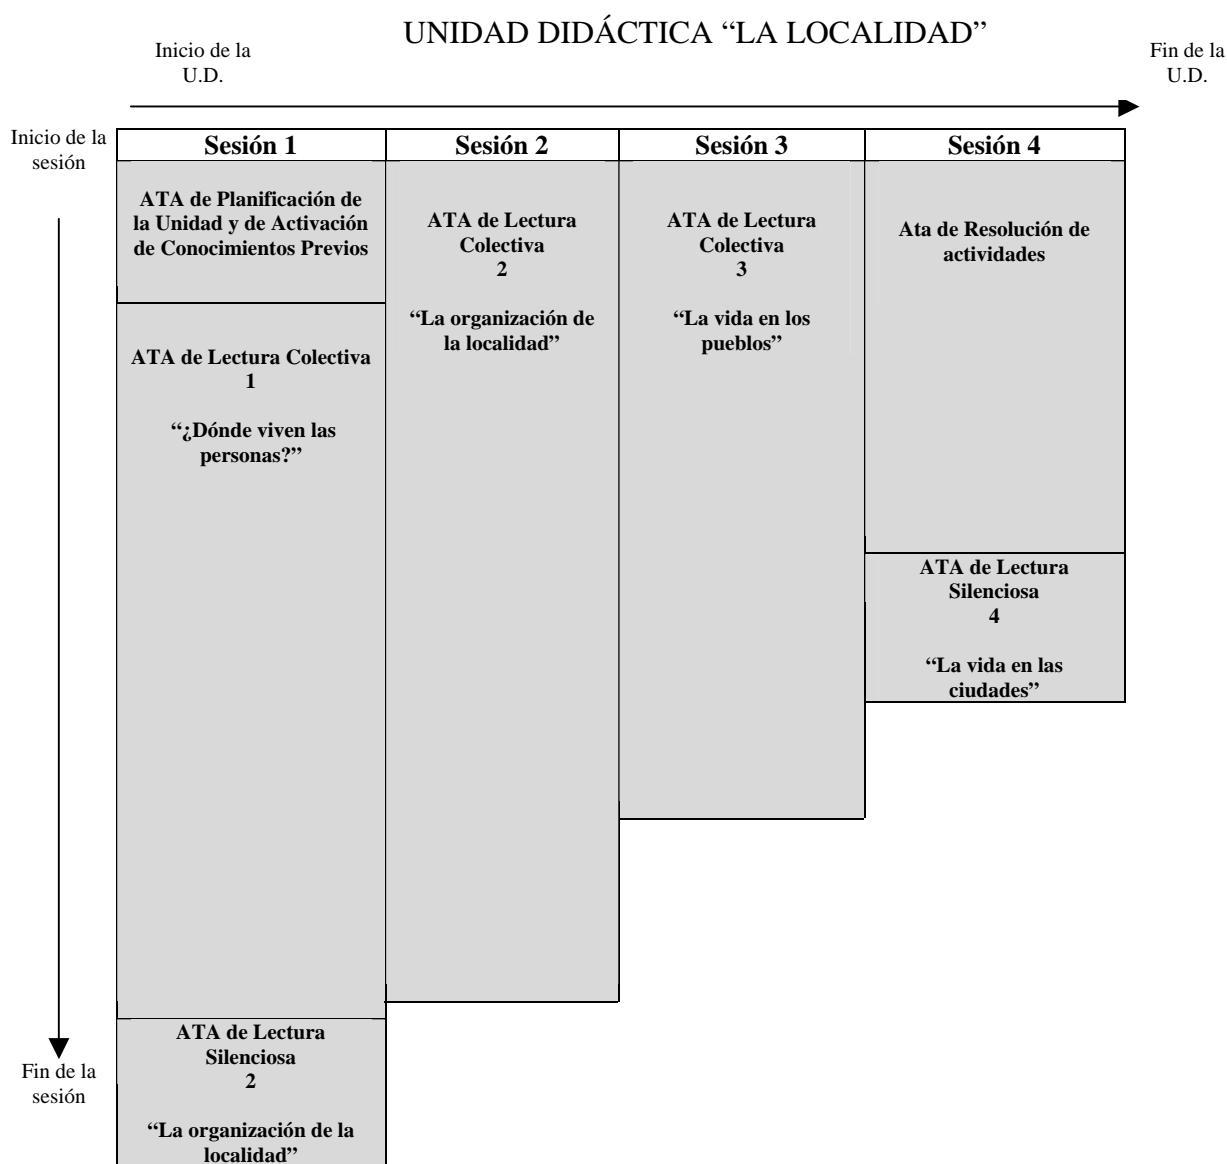 UNIDAD DIDÁCTICA “LA LOCALIDAD”
Inicio de la
U.D.
Fin de la
U.D.
Inicio de la
sesión
Sesión 1
Sesión 2
Sesión 3
Sesión 4
ATA de Planificación de
la Unidad y de Activación
de Conocimientos Previos
ATA de Lectura Colectiva
1
“¿Dónde viven las
personas?”
ATA de Lectura
Silenciosa
2
“La organización de la
localidad”
ATA de Lectura
Colectiva
2
“La organización de
la localidad”
ATA de Lectura
Colectiva
3
“La vida en los
pueblos”
Ata de Resolución de
actividades
ATA de Lectura
Silenciosa
4
“La vida en las
ciudades”
Fin de la
sesión